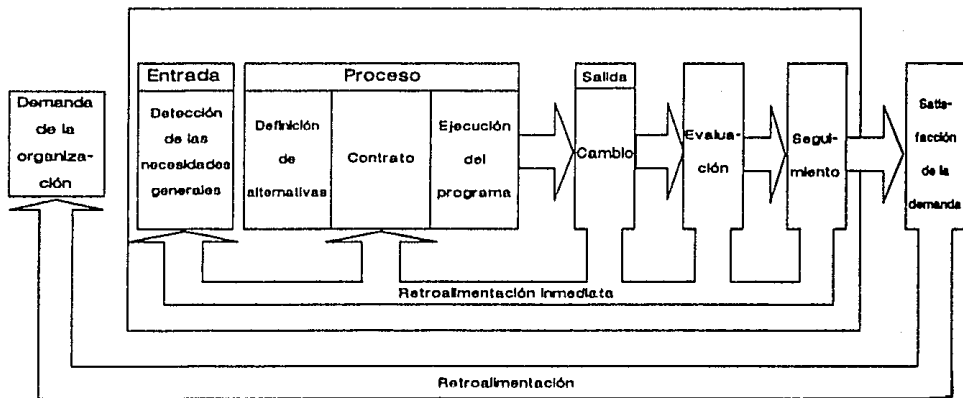 Demanda
de la
organiza-
ción
Entrada
Detección
de las
necesidades
generales
Proceso
Definición
de
alternativas
Contrato
Ejecución
del
programa
Salida
Cambio
Evalua-
ción
Segui-
miento
Satis-
facción
de la
demanda
Retroalimentación inmediata
Retroalimentación